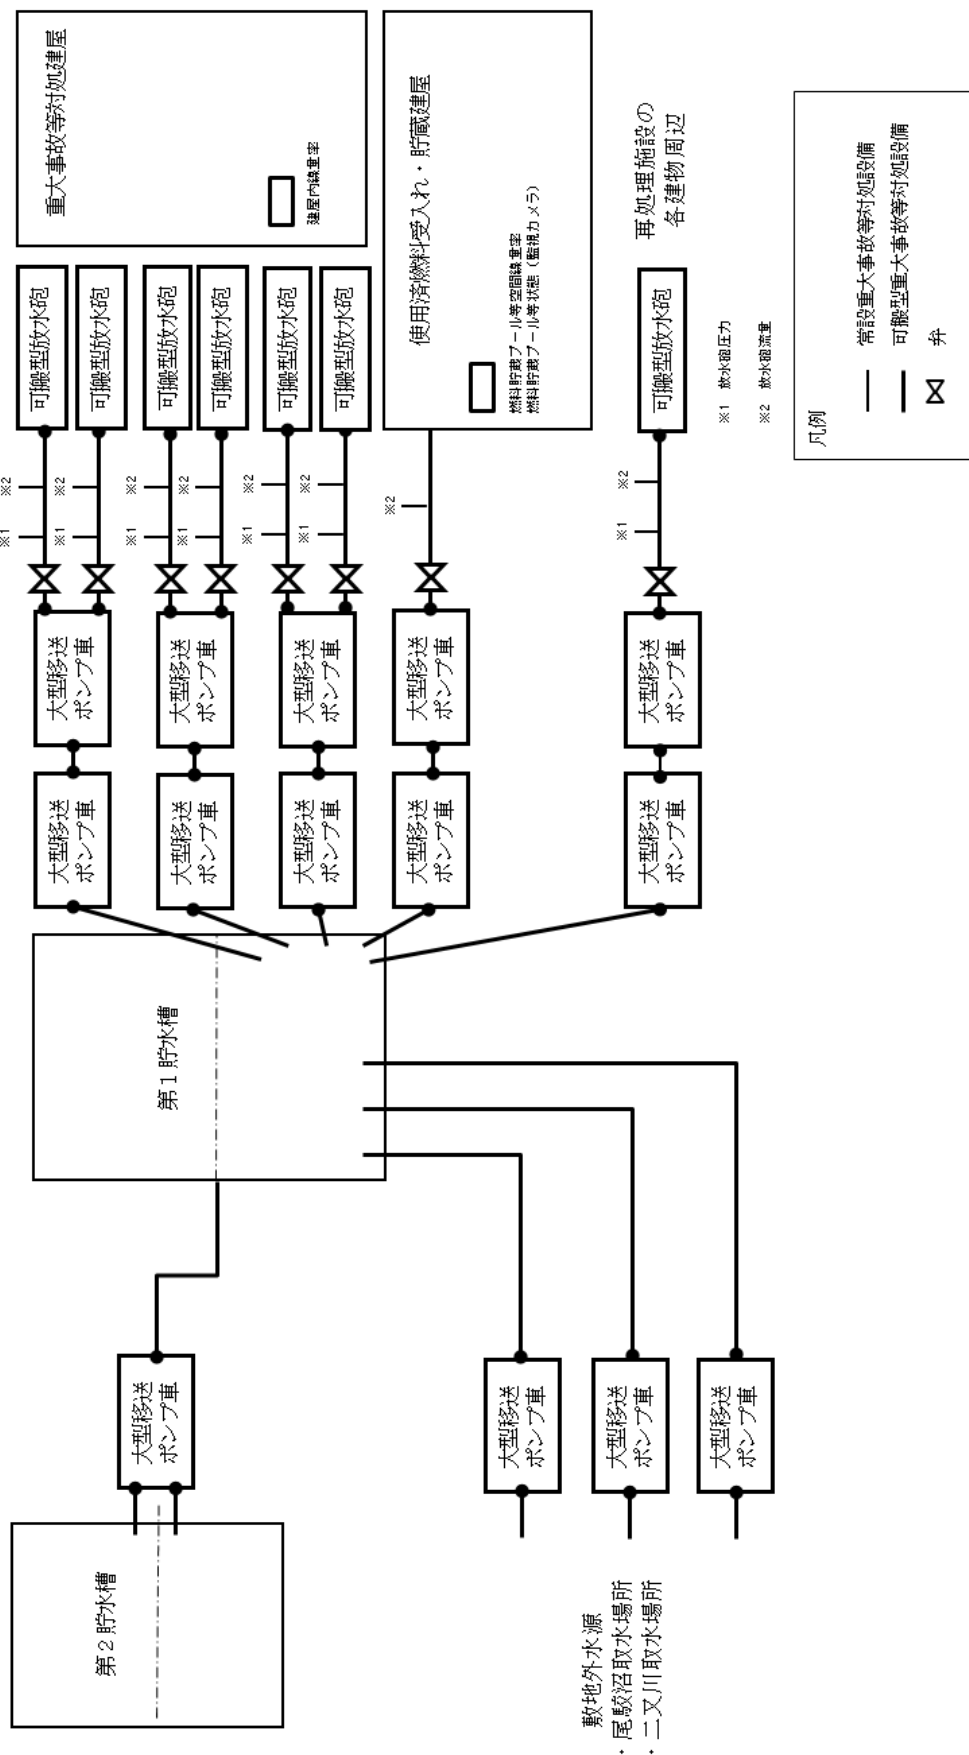 第2貯水槽
大型移送
ポンプ車
敷地外水源
・尾駮沼取水場所
・二又川取水場所
大型移送
ポンプ車
大型移送
ポンプ車
大型移送
ポンプ車
第1貯水槽
大型移送
ポンプ車
大型移送
ポンプ車
大型移送
ポンプ車
大型移送
ポンプ車
大型移送
ポンプ車
大型移送
ポンプ車
大型移送
ポンプ車
大型移送
ポンプ車
大型移送
ポンプ車
大型移送
ポンプ車
※1
※2
※1
※2
※1
※2
※1
※2
※1
※2
※1
※2
※2
※1
※2
可搬型放水砲
可搬型放水砲
可搬型放水砲
可搬型放水砲
可搬型放水砲
可搬型放水砲
可搬型放水砲
重大事故等対処建屋
建屋内線量率
使用済燃料受入れ・貯蔵建屋
燃料貯蔵プール等空間線量率
燃料貯蔵プール等状態（監視カメラ）
再処理施設の
各建物周辺
※1 放水砲圧力
※2 放水砲流量
凡例
常設重大事故等対処設備
可搬型重大事故等対処設備
弁